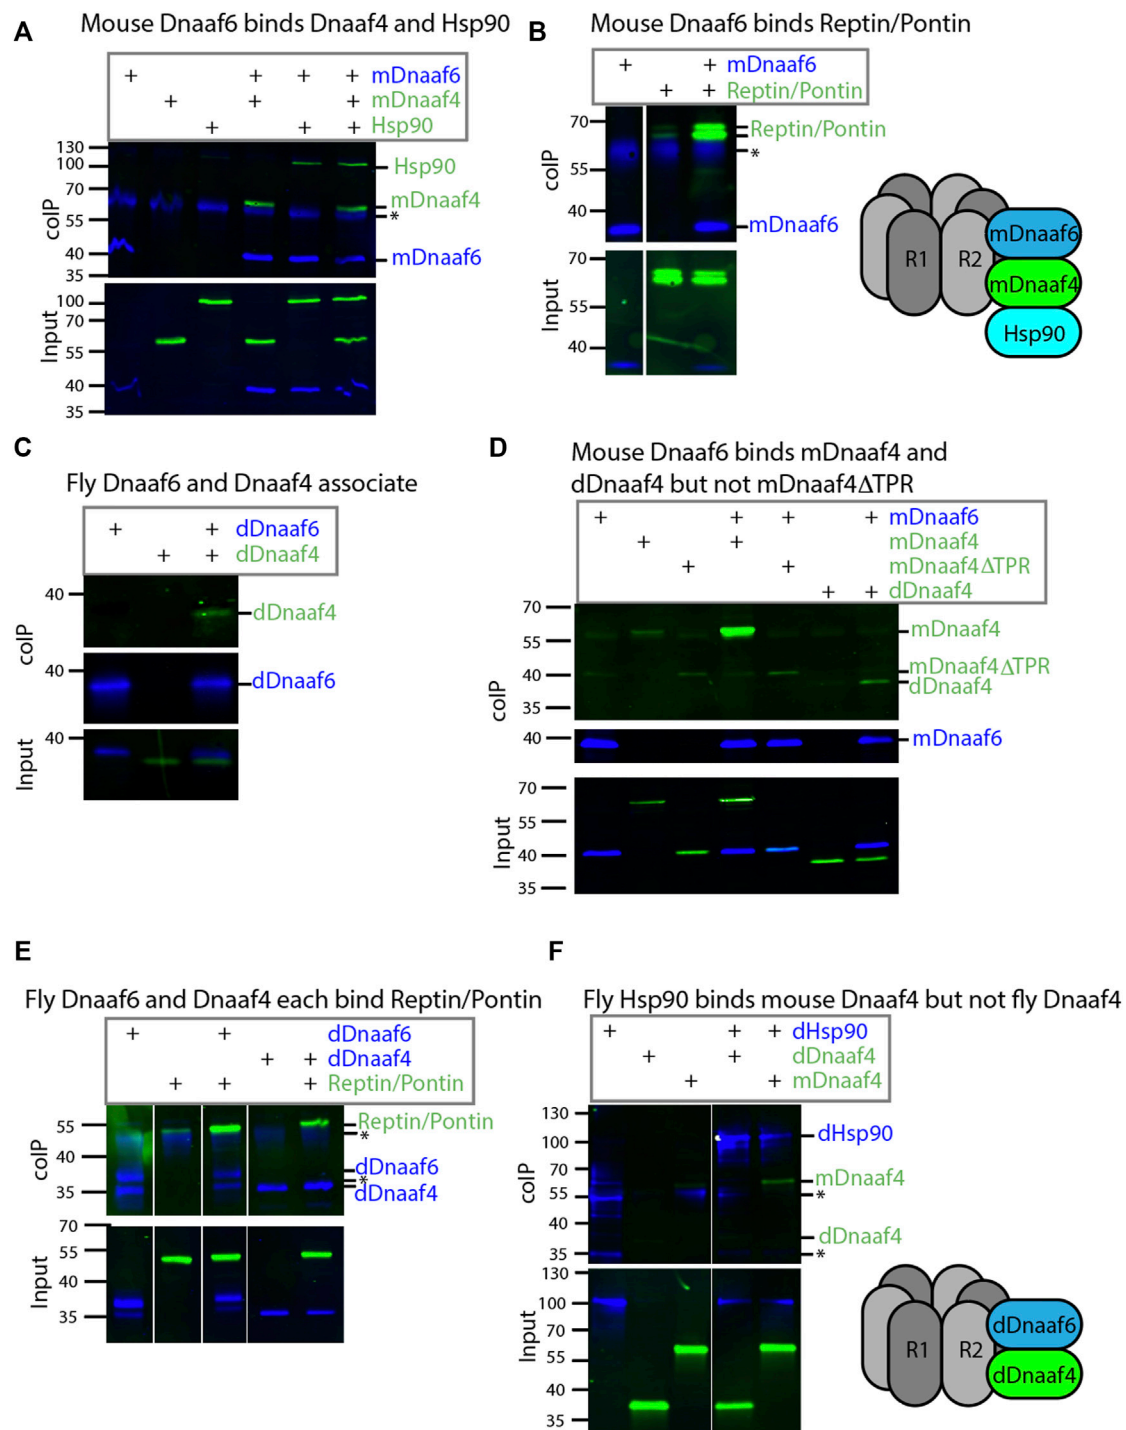 A
Mouse Dnaaf6 binds Dnaaf4 and Hsp90
+ + + + mDnaaf6
+ + + mDnaaf4
+ + + Hsp90
coIP
130
100
70
55
40
35
Hsp90
mDnaaf4
*
mDnaaf6
Input
100
70
55
40
35
B
Mouse Dnaaf6 binds Reptin/Pontin
+ + mDnaaf6
+ + Reptin/Pontin
coIP
70
55
40
Reptin/Pontin
*
mDnaaf6
Input
70
55
40
R1
R2
mDnaaf6
mDnaaf4
Hsp90
C
Fly Dnaaf6 and Dnaaf4 associate
+ + dDnaaf6
+ + dDnaaf4
coIP
40
dDnaaf4
40
dDnaaf6
Input
40
D
Mouse Dnaaf6 binds mDnaaf4 and
dDnaaf4 but not mDnaaf4ΔTPR
+ + + + mDnaaf6
+ + mDnaaf4
+ + mDnaaf4ΔTPR
+ + dDnaaf4
coIP
70
55
40
35
mDnaaf4
mDnaaf4ΔTPR
dDnaaf4
40
mDnaaf6
Input
70
55
40
35
E
Fly Dnaaf6 and Dnaaf4 each bind Reptin/Pontin
+ + dDnaaf6
+ + dDnaaf4
+ + + Reptin/Pontin
coIP
55
40
35
Reptin/Pontin
*
dDnaaf6
*
dDnaaf4
Input
70
55
40
35
F
Fly Hsp90 binds mouse Dnaaf4 but not fly Dnaaf4
+ + + dHsp90
+ + dDnaaf4
+ + mDnaaf4
coIP
130
100
70
55
40
35
dHsp90
mDnaaf4
*
dDnaaf4
*
Input
130
100
70
55
40
35
R1
R2
dDnaaf6
dDnaaf4